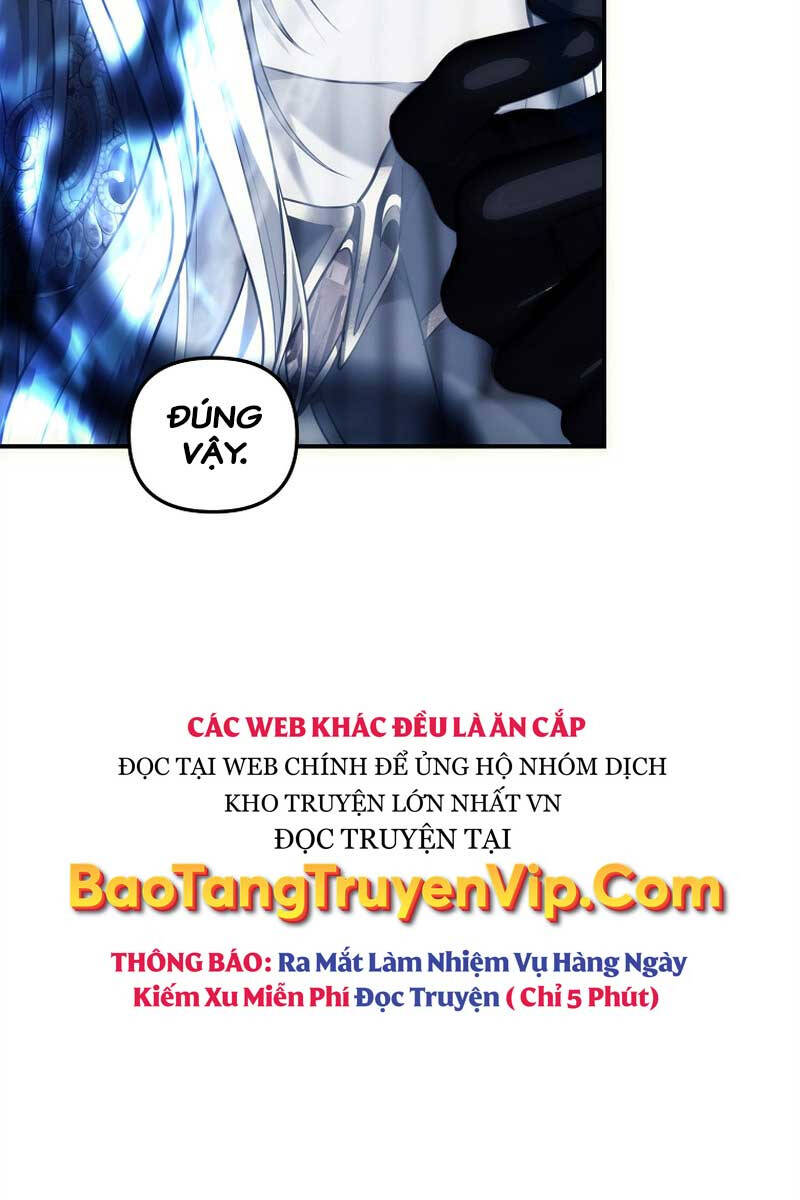 ĐÚNG
VẬY.
CÁC WEB KHÁC ĐỀU LÀ ĂN CẮP
ĐỌC TẠI WEB CHÍNH ĐỂ ỦNG HỘ NHÓM DỊCH
KHO TRUYỆN LỚN NHẤT VN
ĐỌC TRUYỆN TẠI
BaoTangTruyenVip.Com
THÔNG BÁO: Ra Mắt Làm Nhiệm Vụ Hàng Ngày
Kiếm Xu Miễn Phí Đọc Truyện ( Chỉ 5 Phút)